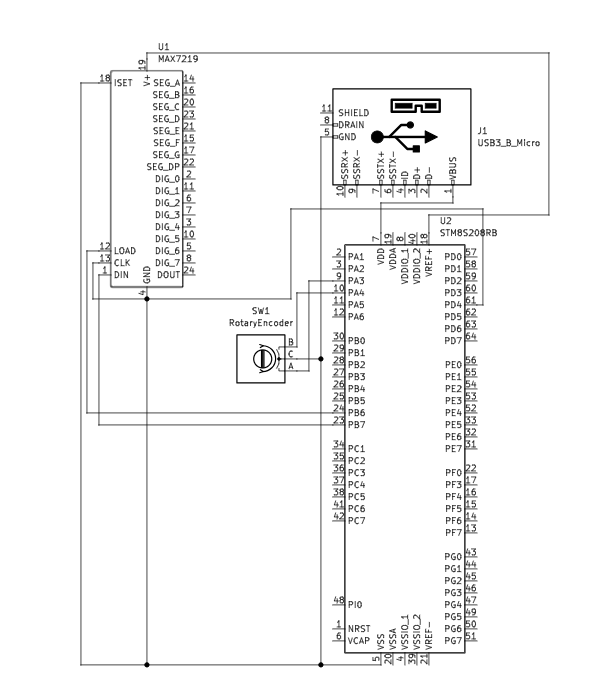 U1
MAX7219
19
V+
18 ISET
SEG_A 14
SEG_B 16
SEG_C 20
SEG_D 23
SEG_E 21
SEG_F 15
SEG_G 17
SEG_DP 22
DIG_0 2
DIG_1 11
DIG_2 6
DIG_3 7
DIG_4 3
DIG_5 10
12 LOAD DIG_6 5
13 CLK DIG_7 8
1 DIN DOUT 24
GND
4
11 SHIELD
8 DRAIN
5 GND
J1
USB3_B_Micro
SSRX+ SSRX- SSTX+ SSTX- ID D+ D- VBUS
10 9 7 6 4 3 2 1
U2
STM8S208RB
7 19 8 40 18
VDD VDDA VDDIO_1 VDDIO_2 VREF+
2 PA1 PD0 57
3 PA2 PD1 58
9 PA3 PD2 59
10 PA4 PD3 60
11 PA5 PD4 61
12 PA6 PD5 62
PD6 63
30 PB0 PD7 64
29 PB1
28 PB2 PE0 56
27 PB3 PE1 55
26 PB4 PE2 54
25 PB5 PE3 53
24 PB6 PE4 52
23 PB7 PE5 33
PE6 32
34 PC1 PE7 31
35 PC2
36 PC3 PF0 22
37 PC4 PF3 17
38 PC5 PF4 16
41 PC6 PF5 15
42 PC7 PF6 14
PF7 13
PG0 43
PG1 44
PG2 45
PG3 46
48 PI0 PG4 47
PG5 49
1 NRST PG6 50
6 VCAP PG7 51
VSS VSSA VSSIO_1 VSSIO_2 VREF-
5 20 4 39 21
SW1
RotaryEncoder
B
C
A